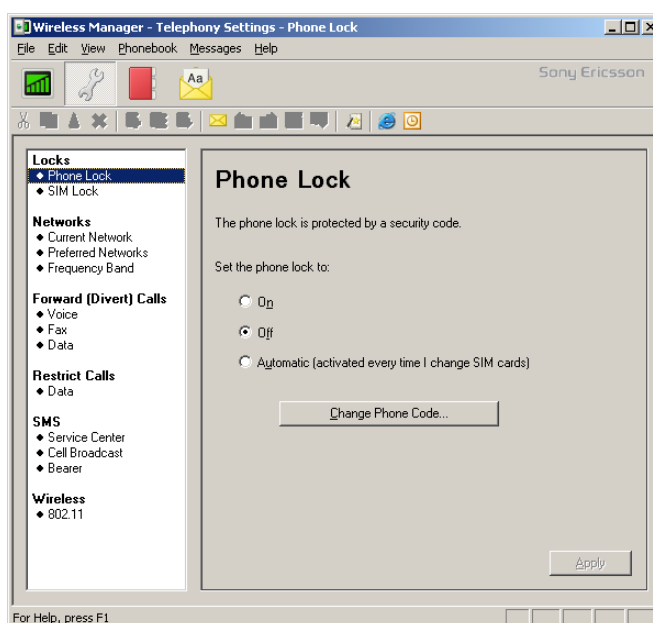 Wireless Manager - Telephony Settings - Phone Lock
File Edit View Phonebook Messages Help
Aa
Sony Ericsson
Locks
Phone Lock
SIM Lock
Networks
Current Network
Preferred Networks
Frequency Band
Forward (Divert) Calls
Voice
Fax
Data
Restrict Calls
Data
SMS
Service Center
Cell Broadcast
Bearer
Wireless
802.11
Phone Lock
The phone lock is protected by a security code.
Set the phone lock to:
On
Off
Automatic (activated every time I change SIM cards)
Change Phone Code...
Apply
For Help, press F1